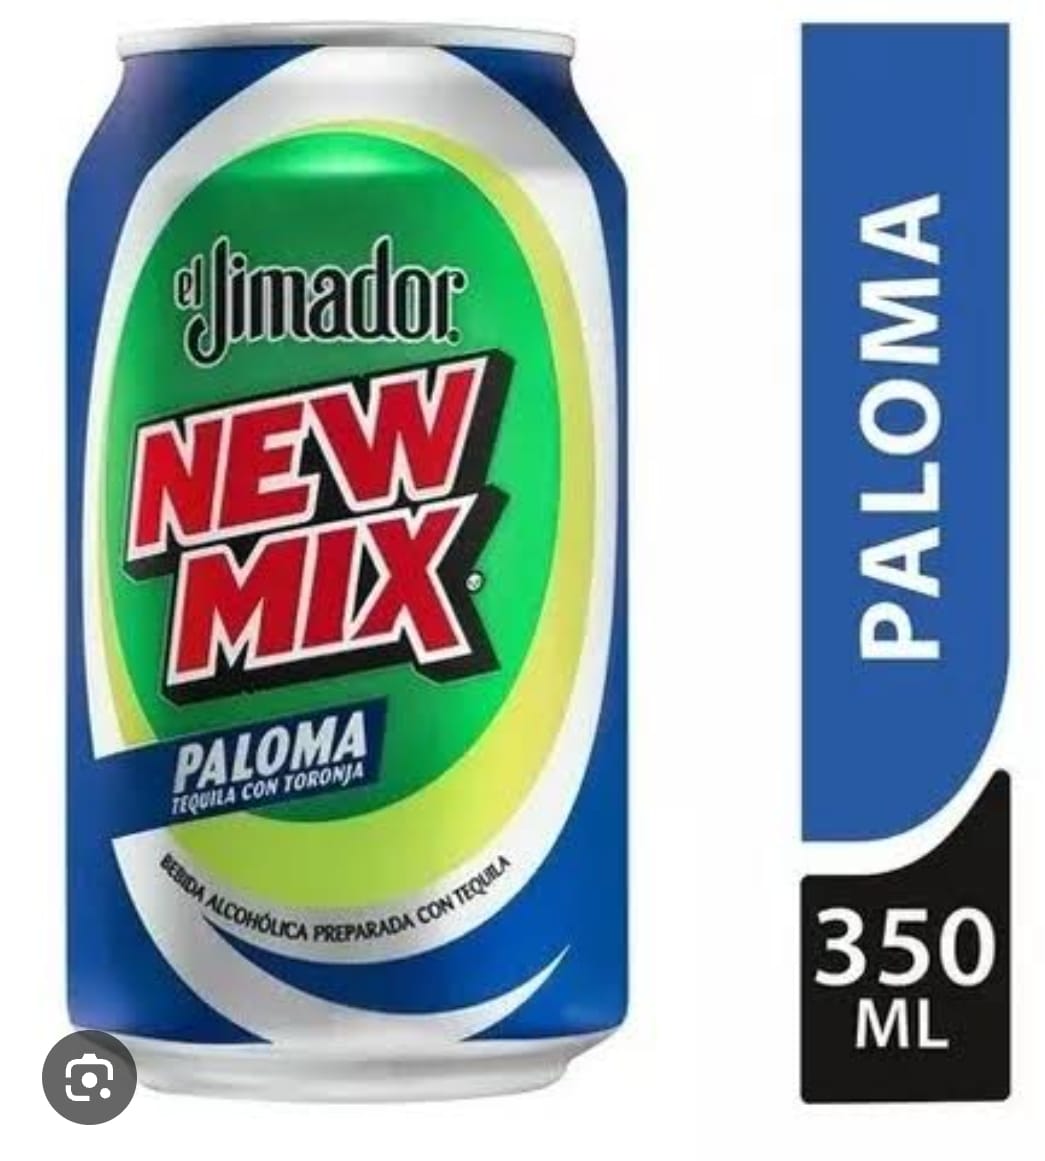 el Jimador.
NEW
MIX
PALOMA
TEQUILA CON TORONJA
BEBIDA ALCOHÓLICA PREPARADA CON TEQUILA
PALOMA
350
ML